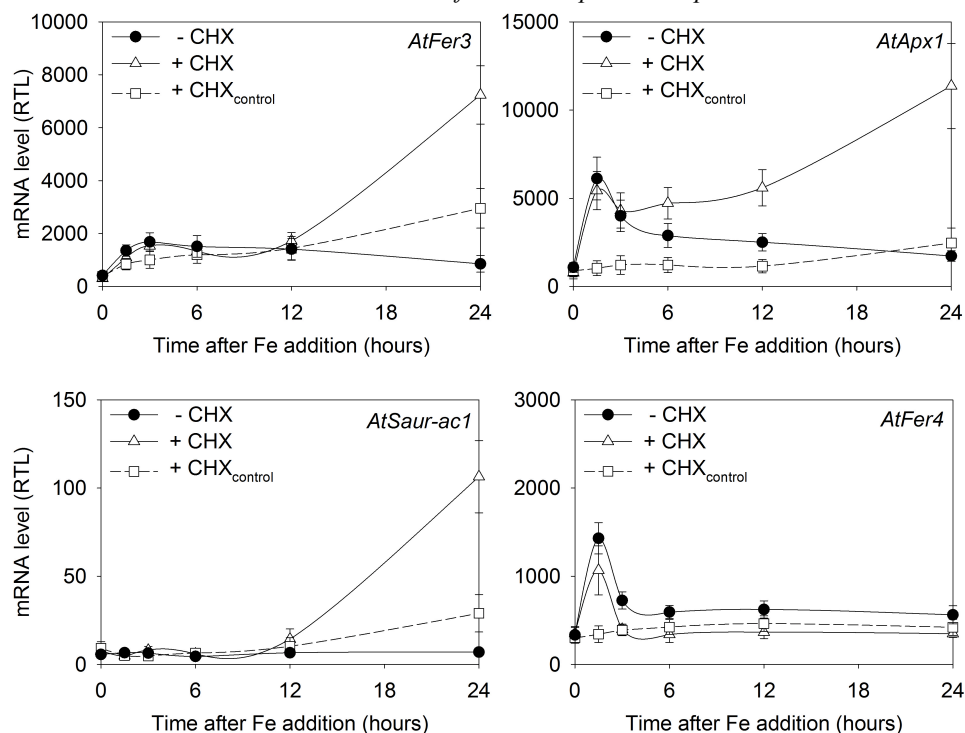 10000
8000
6000
4000
2000
0
mRNA level (RTL)
- CHX
+ CHX
+ CHXcontrol
AtFer3
0 6 12 18 24
Time after Fe addition (hours)
15000
10000
5000
0
- CHX
+ CHX
+ CHXcontrol
AtApx1
0 6 12 18 24
Time after Fe addition (hours)
150
100
50
0
mRNA level (RTL)
- CHX
+ CHX
+ CHXcontrol
AtSaur-ac1
0 6 12 18 24
Time after Fe addition (hours)
3000
2000
1000
0
- CHX
+ CHX
+ CHXcontrol
AtFer4
0 6 12 18 24
Time after Fe addition (hours)